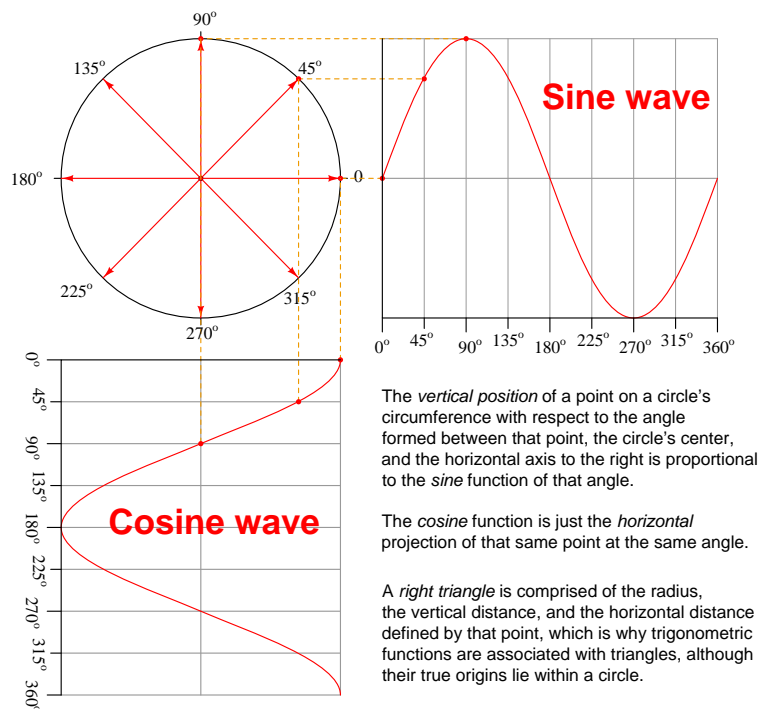 90°
135°
45°
180°
0
225°
315°
270°
Sine wave
0° 45° 90° 135° 180° 225° 270° 315° 360°
0°
45°
90°
135°
180°
225°
270°
315°
360°
Cosine wave
The vertical position of a point on a circle's
circumference with respect to the angle
formed between that point, the circle's center,
and the horizontal axis to the right is proportional
to the sine function of that angle.
The cosine function is just the horizontal
projection of that same point at the same angle.
A right triangle is comprised of the radius,
the vertical distance, and the horizontal distance
defined by that point, which is why trigonometric
functions are associated with triangles, although
their true origins lie within a circle.